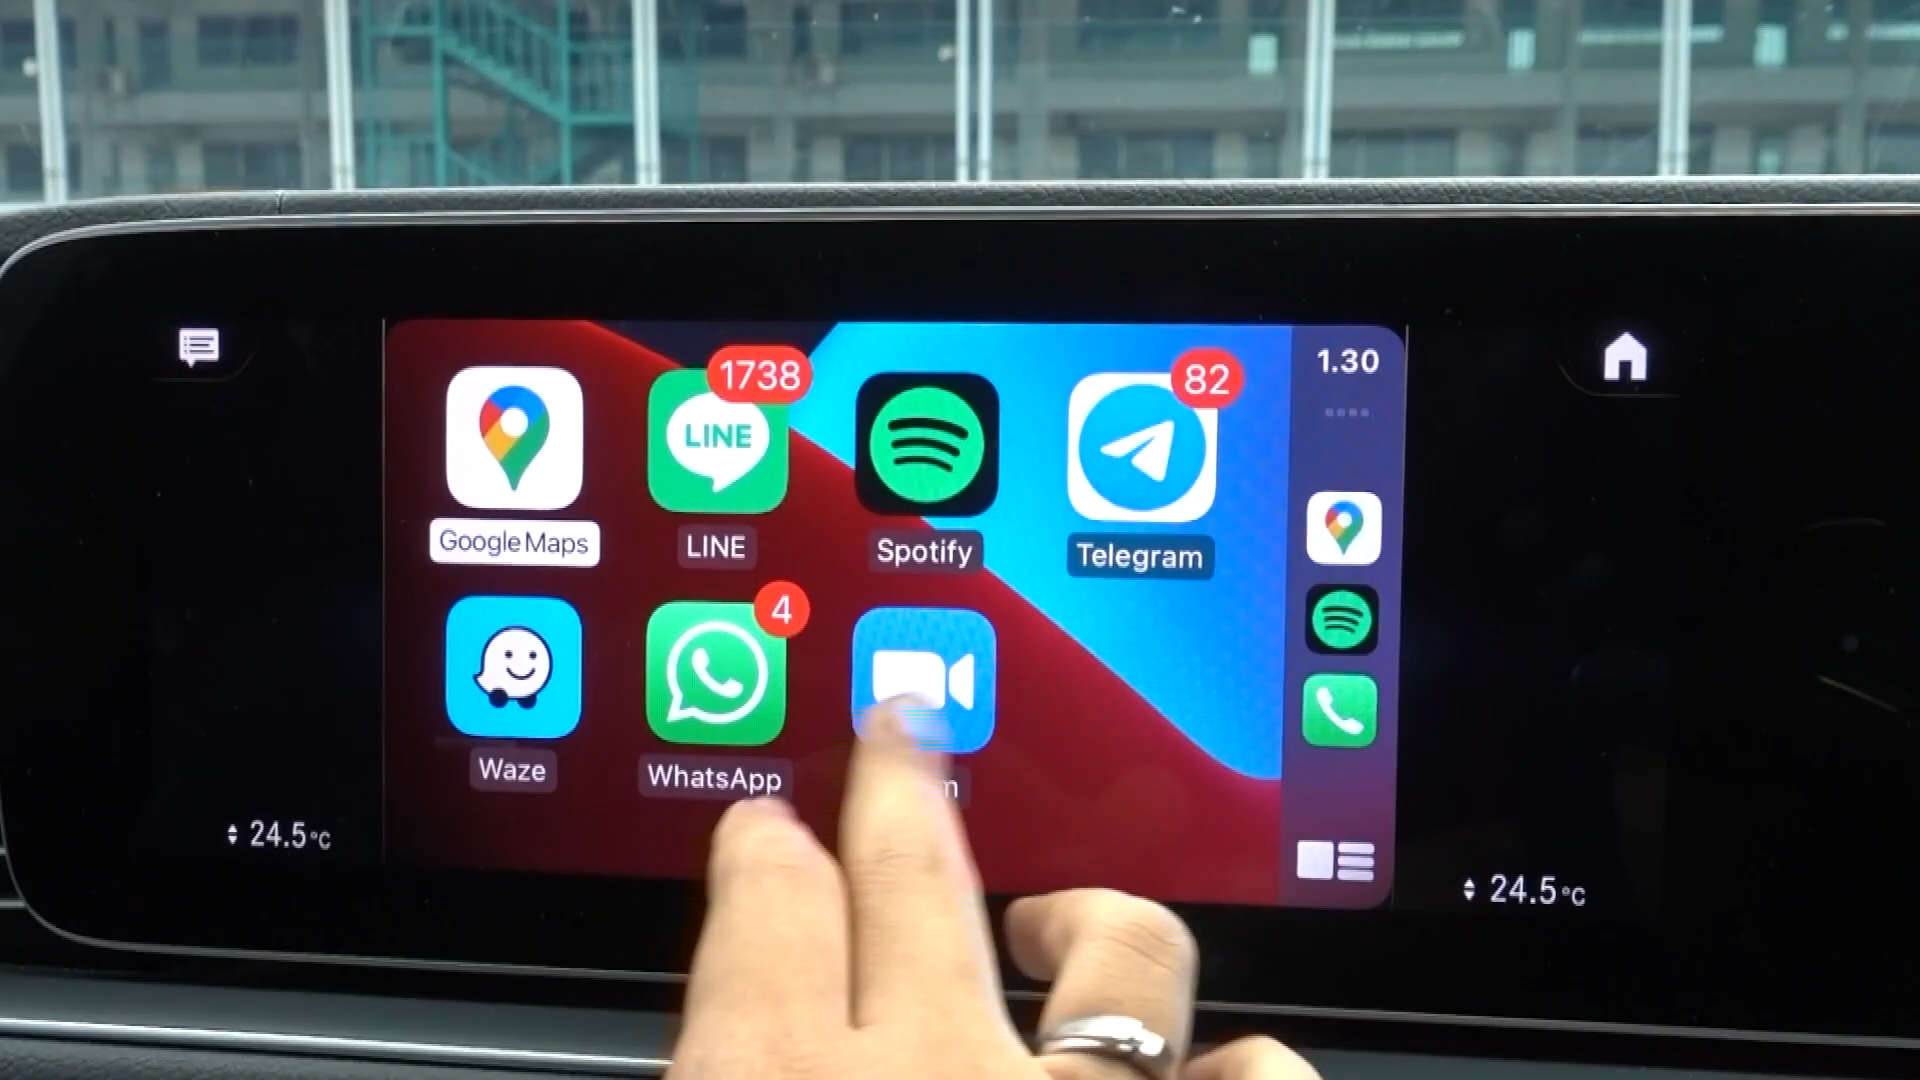 1738
LINE
82
1.30
Google Maps
LINE
Spotify
Telegram
4
Waze
WhatsApp
24.5°C
24.5°C